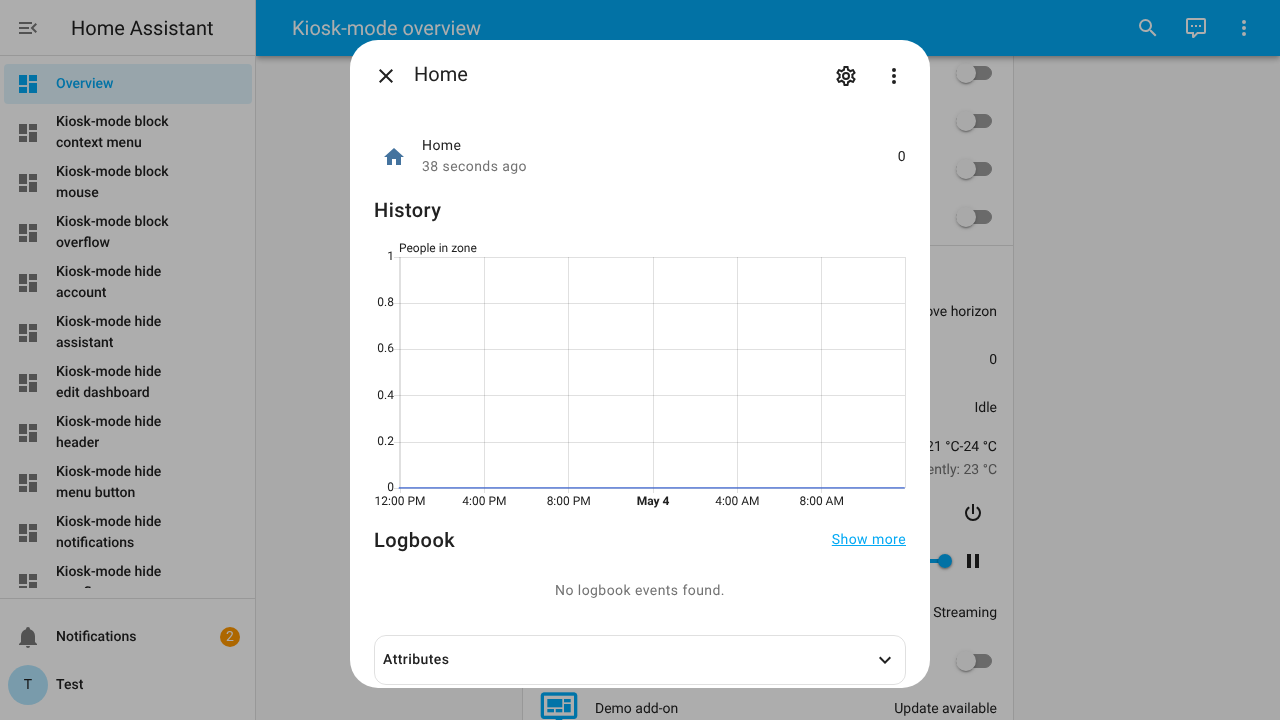 Home Assistant
Kiosk-mode overview
Overview
Kiosk-mode block
context menu
Kiosk-mode block
mouse
Kiosk-mode block
overflow
Kiosk-mode hide
account
Kiosk-mode hide
assistant
Kiosk-mode hide
edit dashboard
Kiosk-mode hide
header
Kiosk-mode hide
menu button
Kiosk-mode hide
notifications
Kiosk-mode hide
Notifications
2
T
Test
Home
Home
38 seconds ago
0
History
People in zone
1
0.8
0.6
0.4
0.2
0
12:00 PM
4:00 PM
8:00 PM
May 4
4:00 AM
8:00 AM
Logbook
Show more
No logbook events found.
Attributes
ove horizon
0
Idle
21 °C-24 °C
ently: 23 °C
Streaming
Demo add-on
Update available